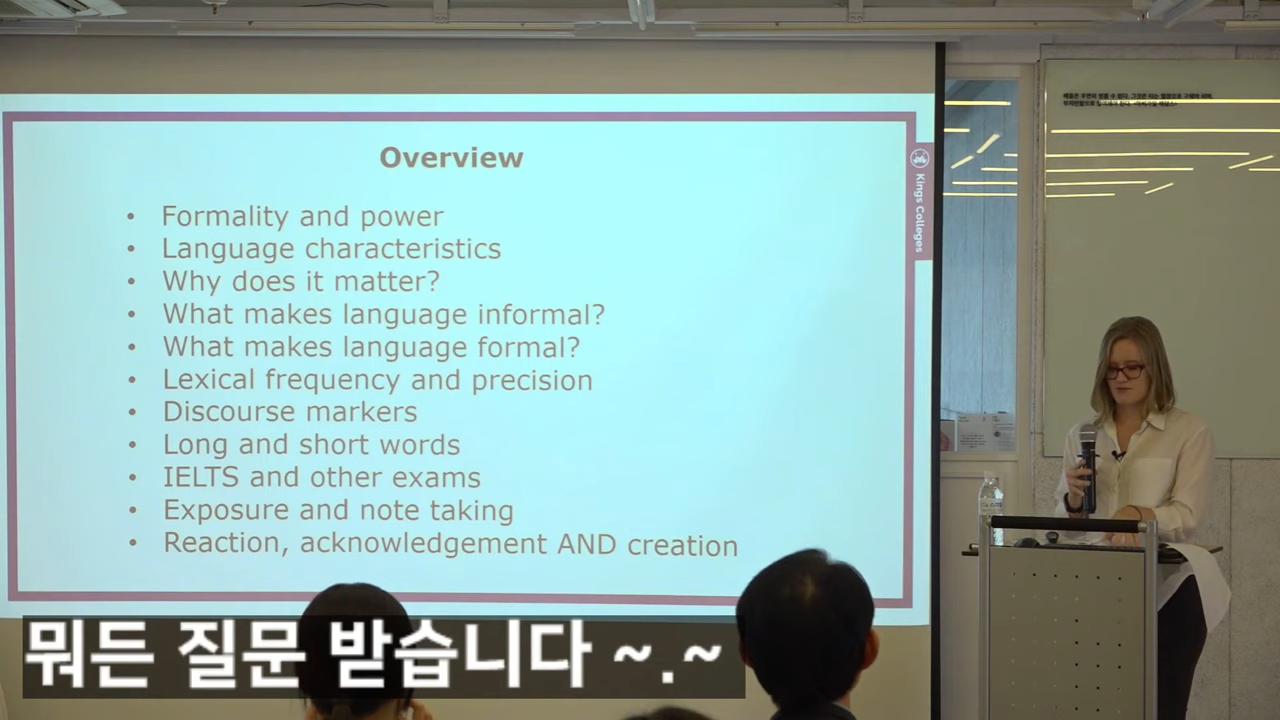 Overview
• Formality and power
• Language characteristics
• Why does it matter?
• What makes language informal?
• What makes language formal?
• Lexical frequency and precision
• Discourse markers
• Long and short words
• IELTS and other exams
• Exposure and note taking
• Reaction, acknowledgement AND creation
Kings Colleges
뭐든 질문 받습니다 ~.~